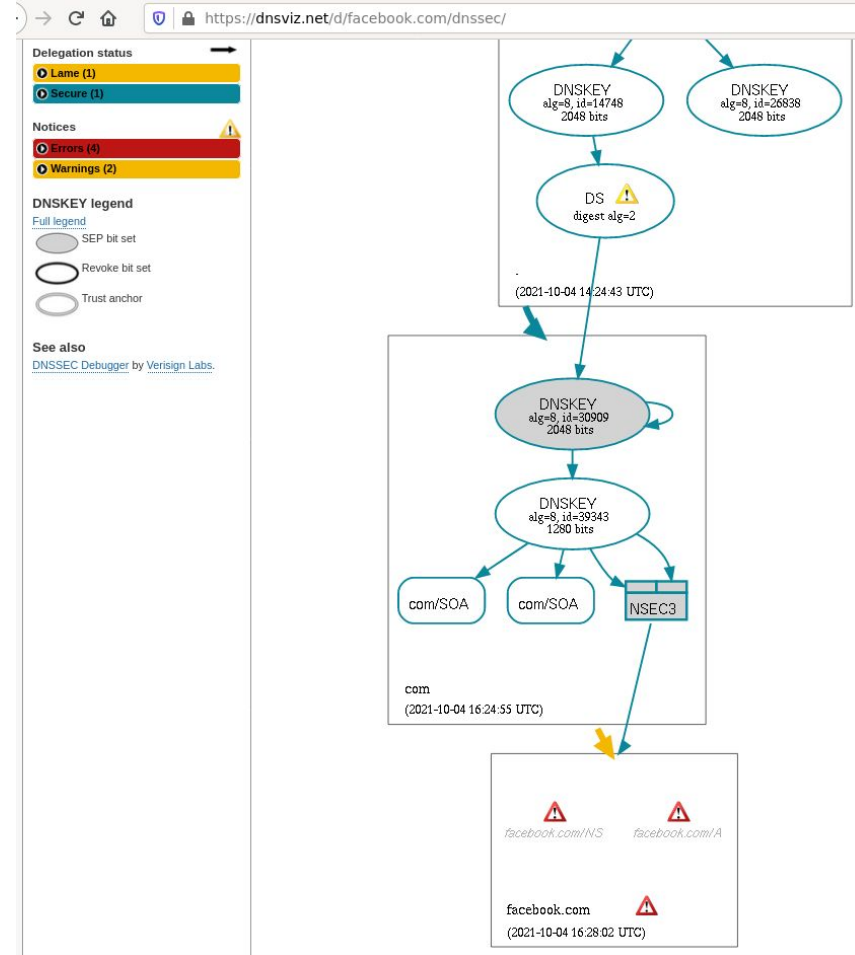 https://dnsviz.net/d/facebook.com/dnssec/
Delegation status
Lame (1)
Secure (1)
Notices
Errors (4)
Warnings (2)
DNSKEY legend
Full legend
SEP bit set
Revoke bit set
Trust anchor
See also
DNSSEC Debugger by Verisign Labs.
DNSKEY
alg=8, id=14748
2048 bits
DNSKEY
alg=8, id=26838
2048 bits
DS
digest alg=2
.
(2021-10-04 14:24:43 UTC)
DNSKEY
alg=8, id=30909
2048 bits
DNSKEY
alg=8, id=39343
1280 bits
com/SOA
com/SOA
NSEC3
com
(2021-10-04 16:24:55 UTC)
facebook.com/NS
facebook.com/A
facebook.com
(2021-10-04 16:28:02 UTC)